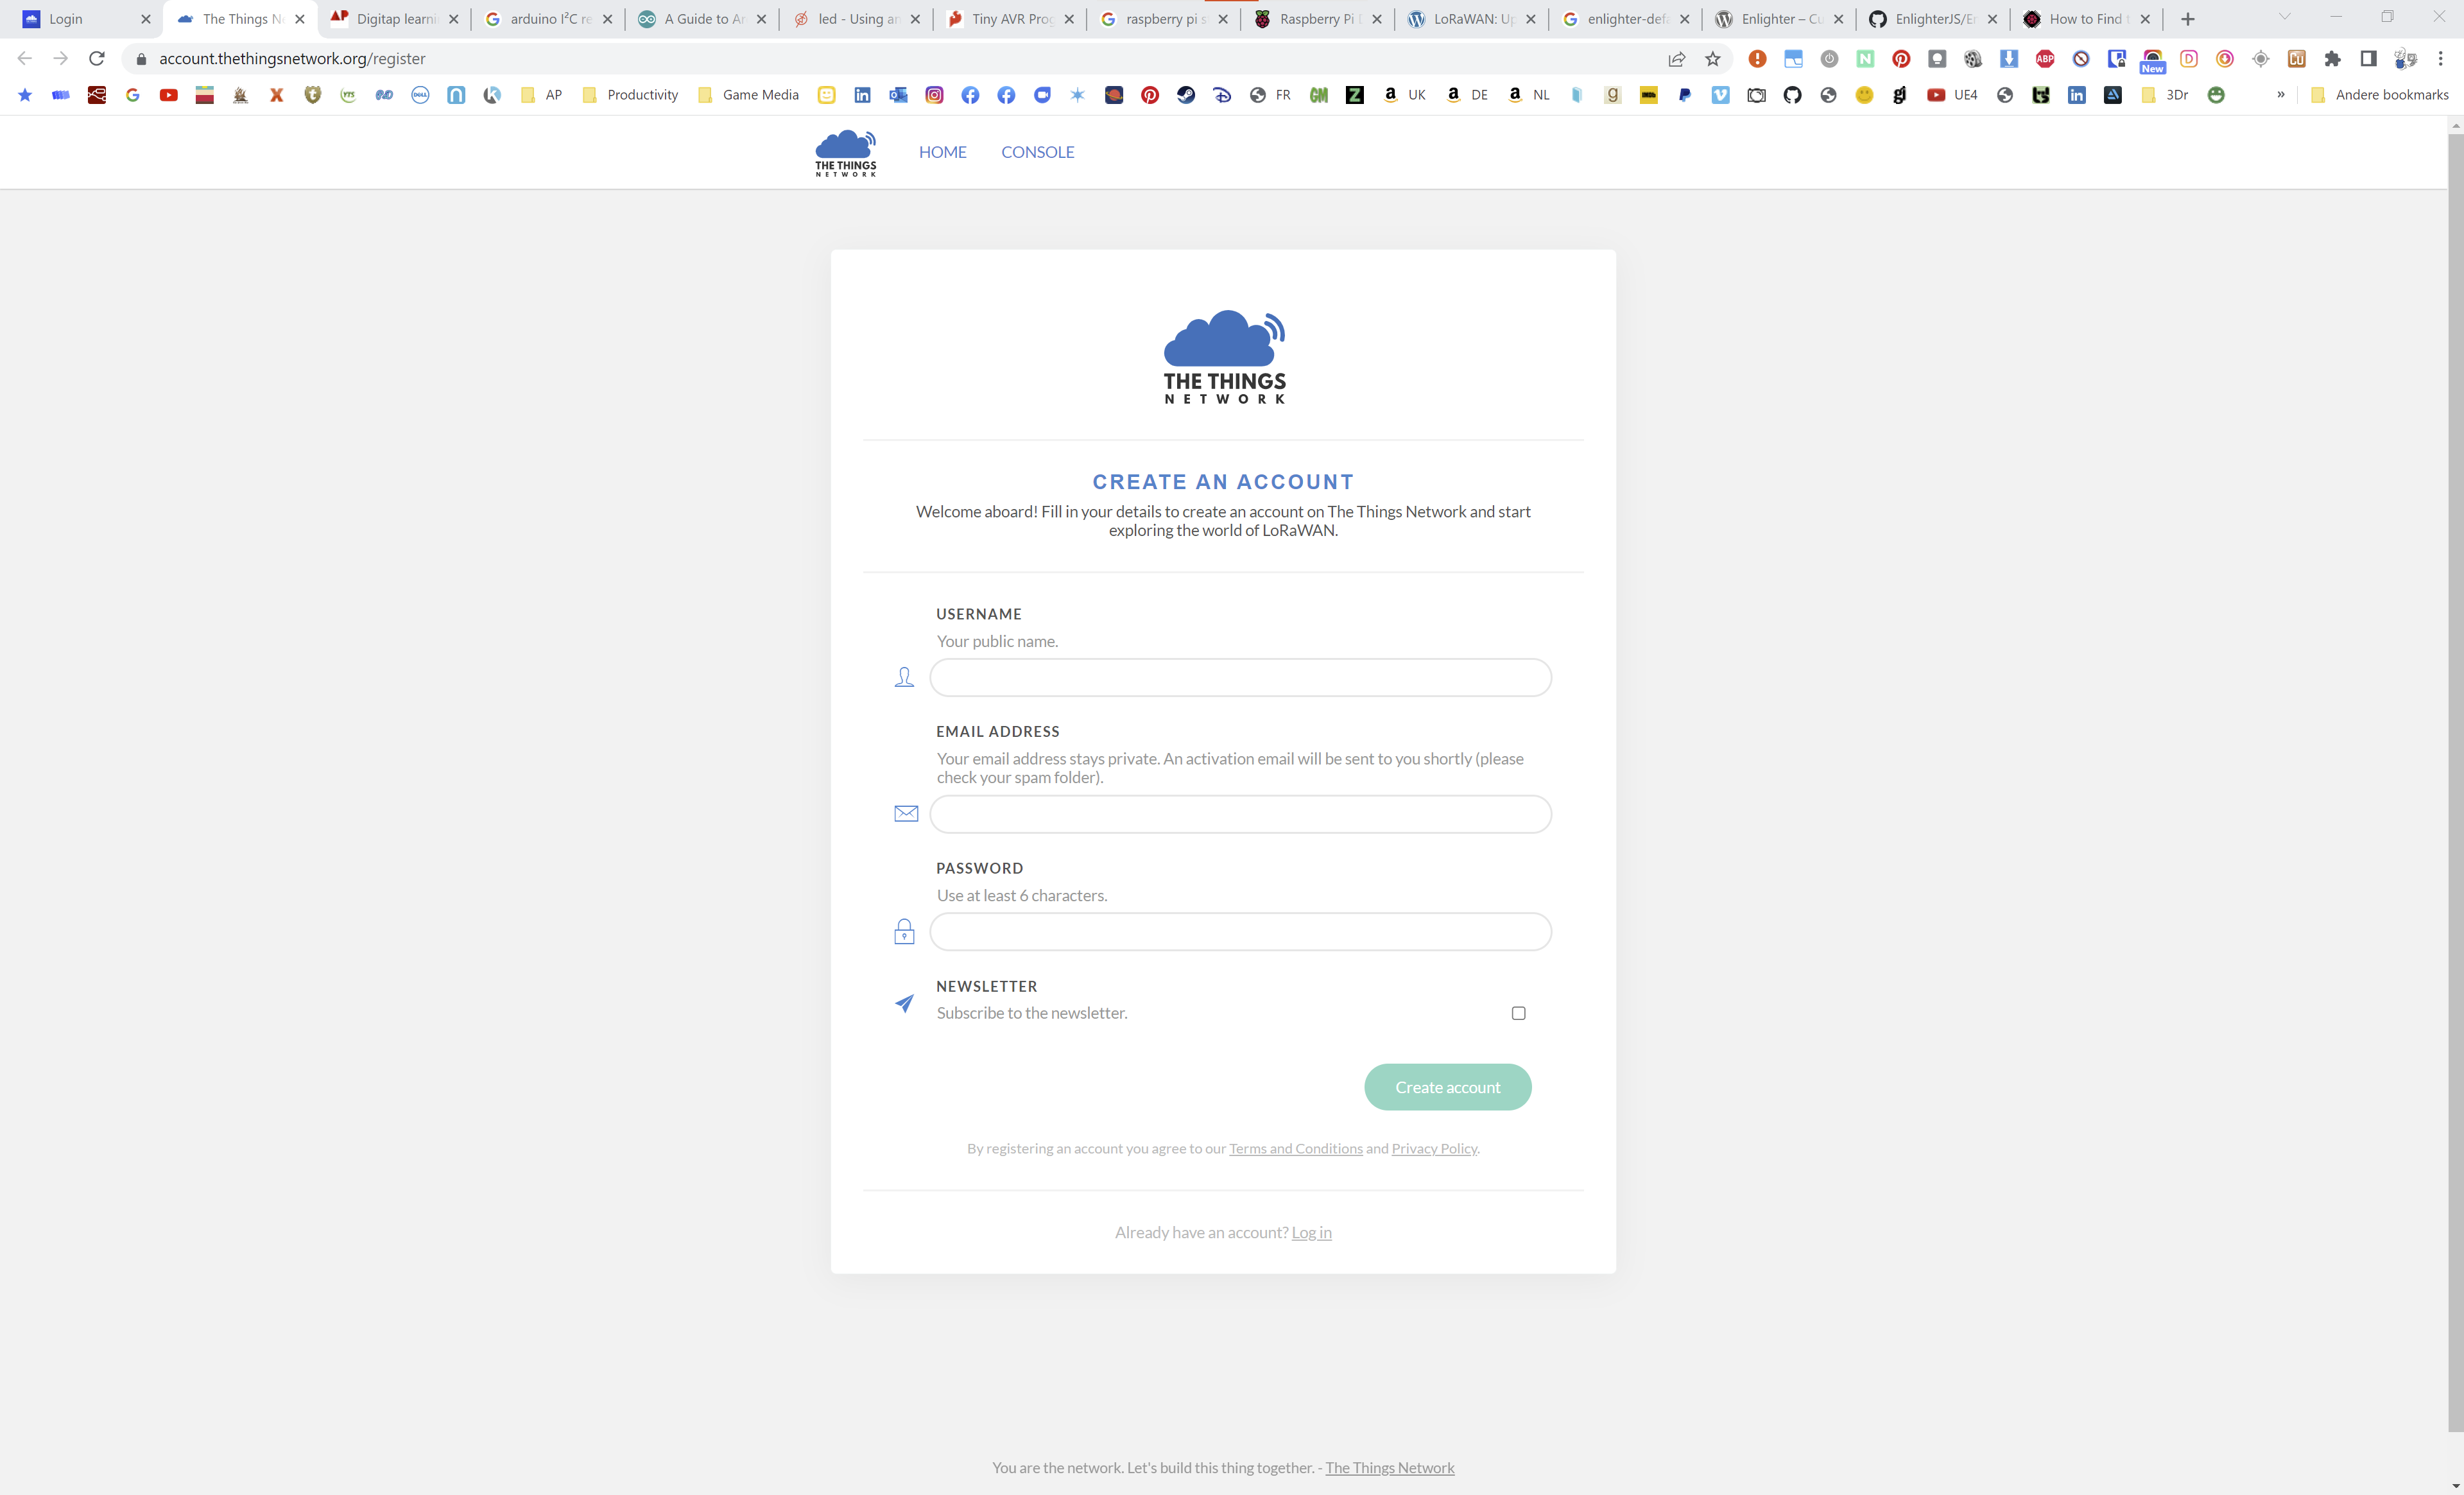 Login
The Things N
Digitap learni
arduino I²C re
A Guide to Ar
led - Using an
Tiny AVR Prog
raspberry pi s
Raspberry Pi
LoRaWAN: Up
enlighter-defa
Enlighter – Cu
EnlighterJS/En
How to Find t
account.thethingsnetwork.org/register
ABP
New
AP
Productivity
Game Media
FR
UK
DE
NL
UE4
3Dr
»
Andere bookmarks
THE THINGS
NETWORK
HOME
CONSOLE
THE THINGS
NETWORK
CREATE AN ACCOUNT
Welcome aboard! Fill in your details to create an account on The Things Network and start
exploring the world of LoRaWAN.
USERNAME
Your public name.
EMAIL ADDRESS
Your email address stays private. An activation email will be sent to you shortly (please
check your spam folder).
PASSWORD
Use at least 6 characters.
NEWSLETTER
Subscribe to the newsletter.
Create account
By registering an account you agree to our Terms and Conditions and Privacy Policy.
Already have an account? Log in
You are the network. Let's build this thing together. - The Things Network